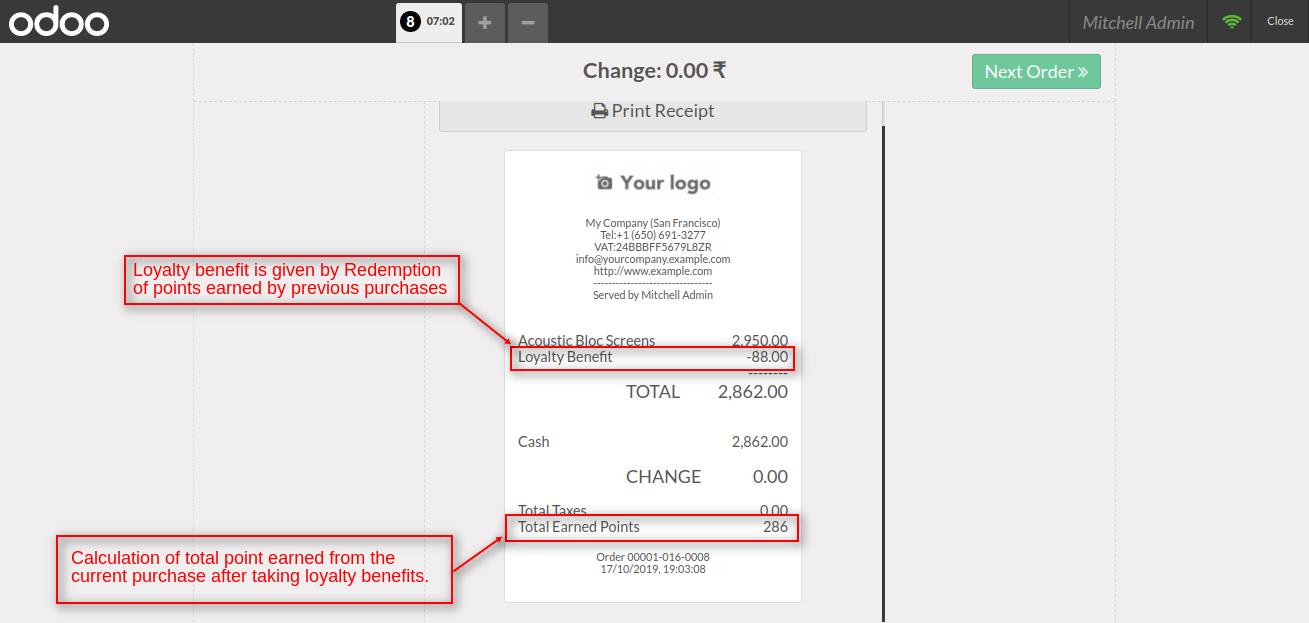 odoo
8 07:02
Mitchell Admin
Close
Change: 0.00 ₹
Next Order
Print Receipt
Your logo
My Company (San Francisco)
Tel:+1 (650) 691-3277
VAT:24BBBFF5679L8ZR
info@yourcompany.example.com
http://www.example.com
--------------------------------
Served by Mitchell Admin
Loyalty benefit is given by Redemption
of points earned by previous purchases
Acoustic Bloc Screens 2,950.00
Loyalty Benefit -88.00
--------
TOTAL 2,862.00
Cash 2,862.00
CHANGE 0.00
Total Taxes 0.00
Total Earned Points 286
Calculation of total point earned from the
current purchase after taking loyalty benefits.
Order 00001-016-0008
17/10/2019, 19:03:08